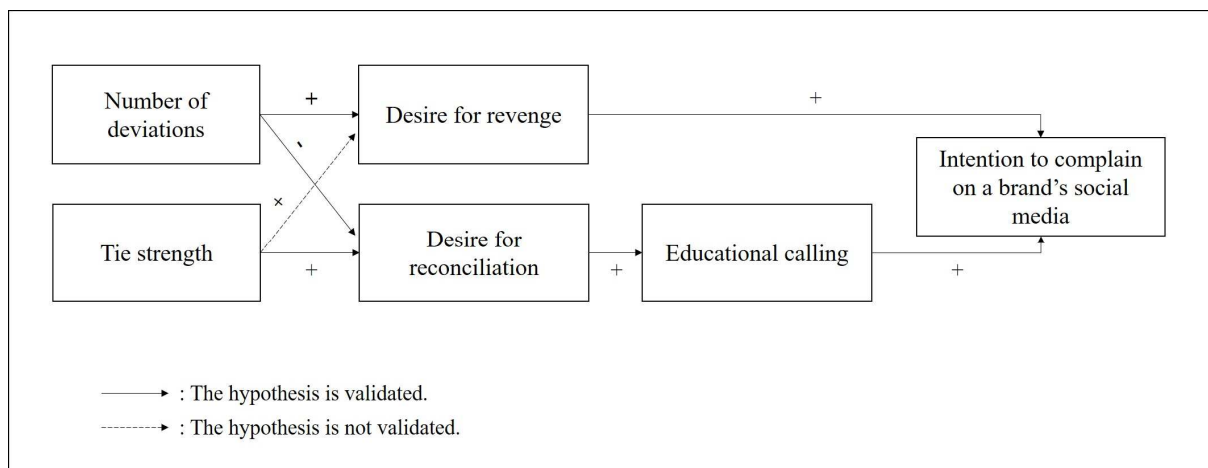 Number of
deviations
+
Desire for revenge
+
Intention to complain
on a brand’s social
media
-
×
Tie strength
+
Desire for
reconciliation
+
Educational calling
+
: The hypothesis is validated.
: The hypothesis is not validated.